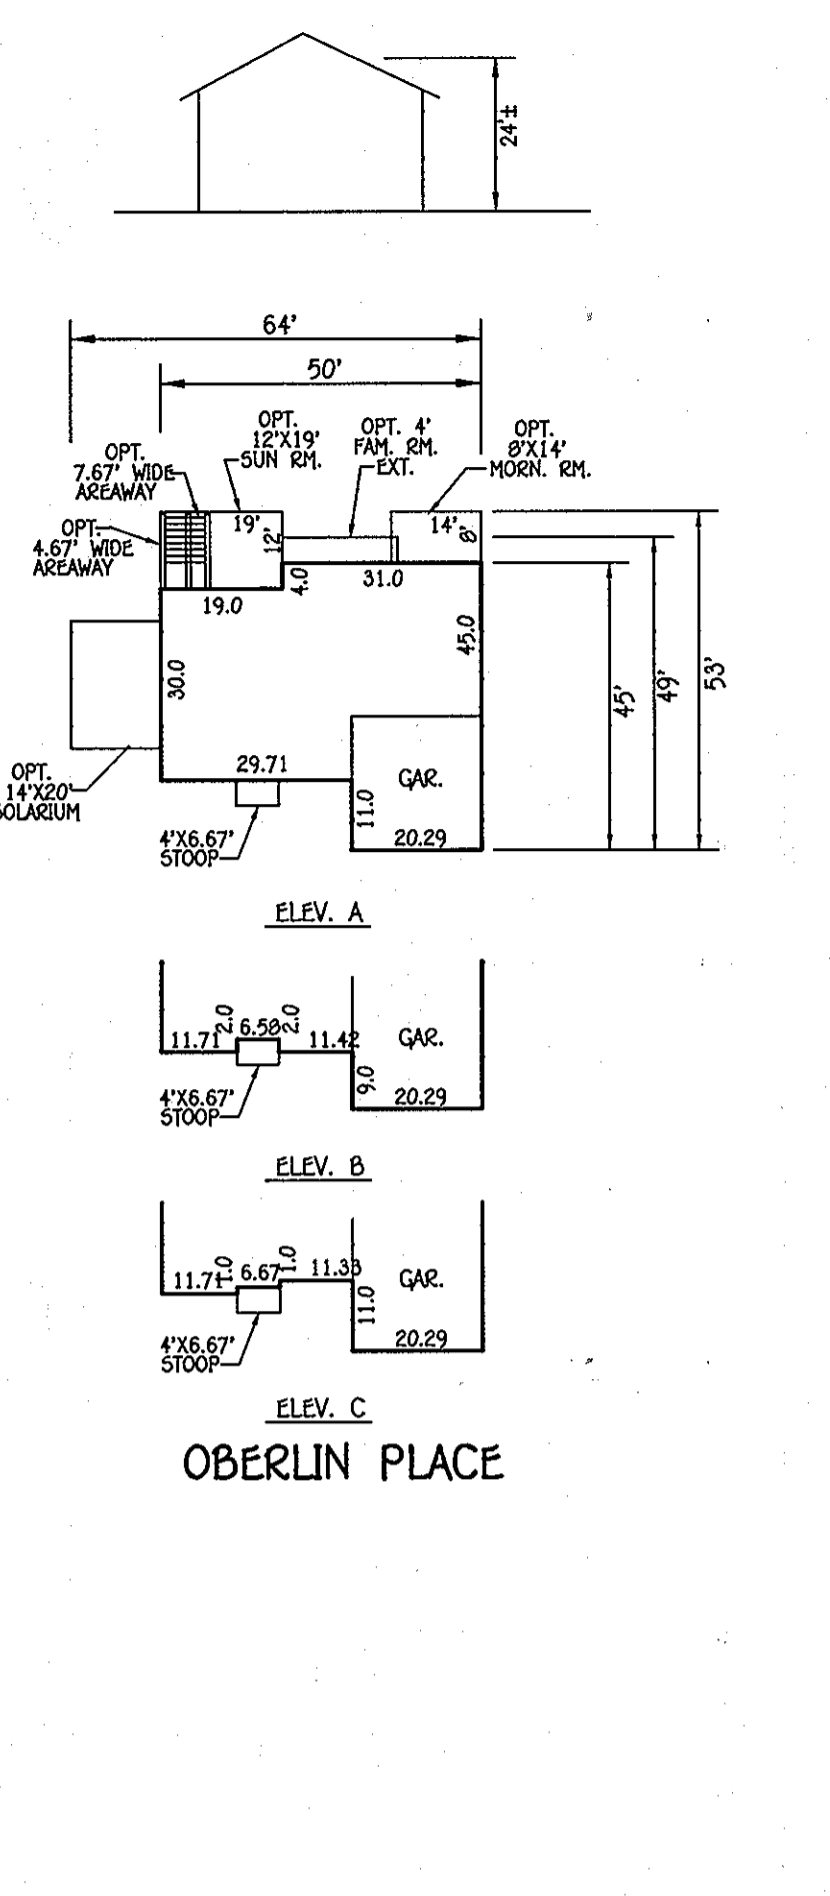 24'±
64'
50'
OPT.
12'X19'
SUN RM.
OPT. 4'
FAM. RM.
EXT.
OPT.
8'X14'
MORN. RM.
OPT.
7.67' WIDE
AREAWAY
OPT.
4.67' WIDE
AREAWAY
19'
12'
14'
8'
19.0
4.0
31.0
30.0
45.0
45'
49'
53'
29.71
GAR.
11.0
20.29
OPT.
14'X20'
SOLARIUM
4'X6.67'
STOOP
ELEV. A
11.71
2.0
6.58
2.0
11.42
GAR.
9.0
20.29
4'X6.67'
STOOP
ELEV. B
11.71
1.0
6.67
1.0
11.33
GAR.
11.0
20.29
4'X6.67'
STOOP
ELEV. C
OBERLIN PLACE